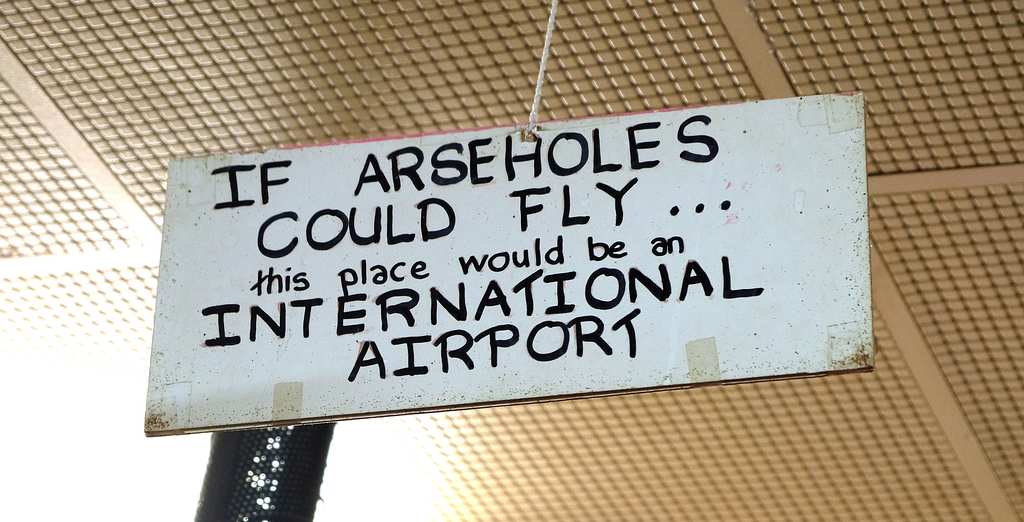 IF ARSEHOLES
COULD FLY ...
this place would be an
INTERNATIONAL
AIRPORT